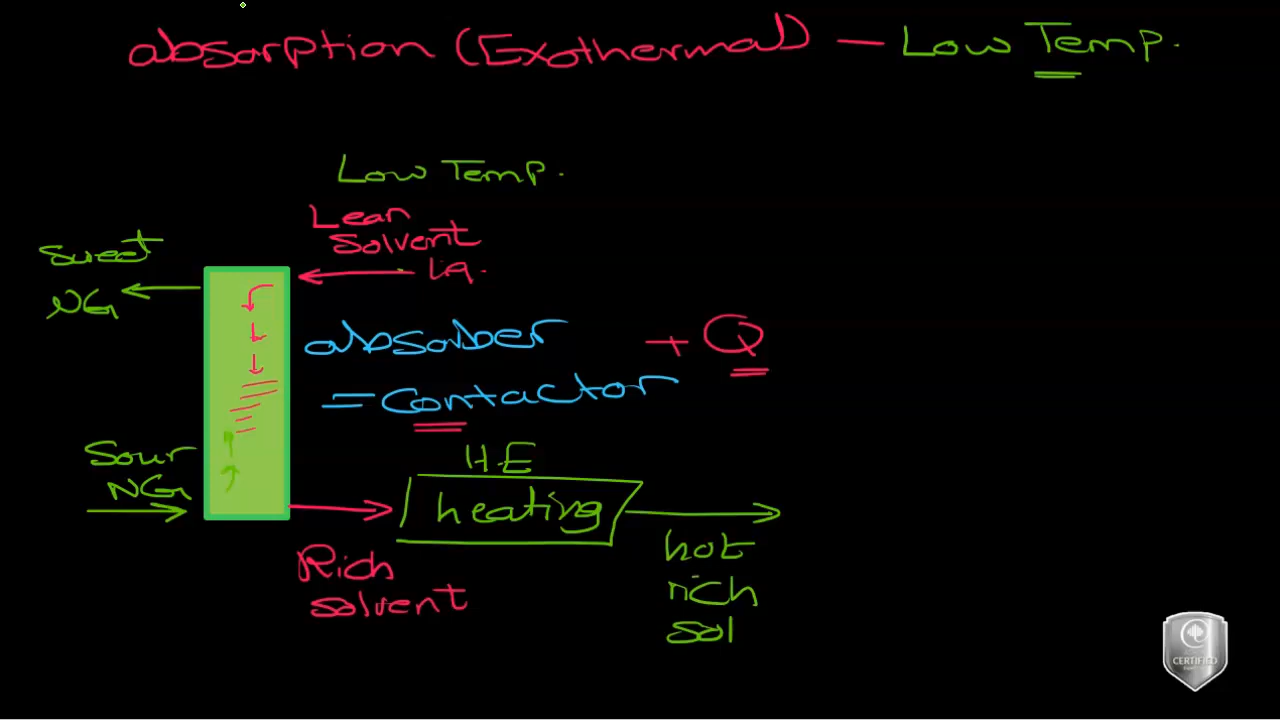 absorption (Exothermal) - Low Temp.
Low Temp.
Lean
Solvent
Liq.
Sweet
NG
absorber
+ Q
= Contactor
Sour
NG
H.E
heating
Rich
solvent
hot
rich
sol
CERTIFIED